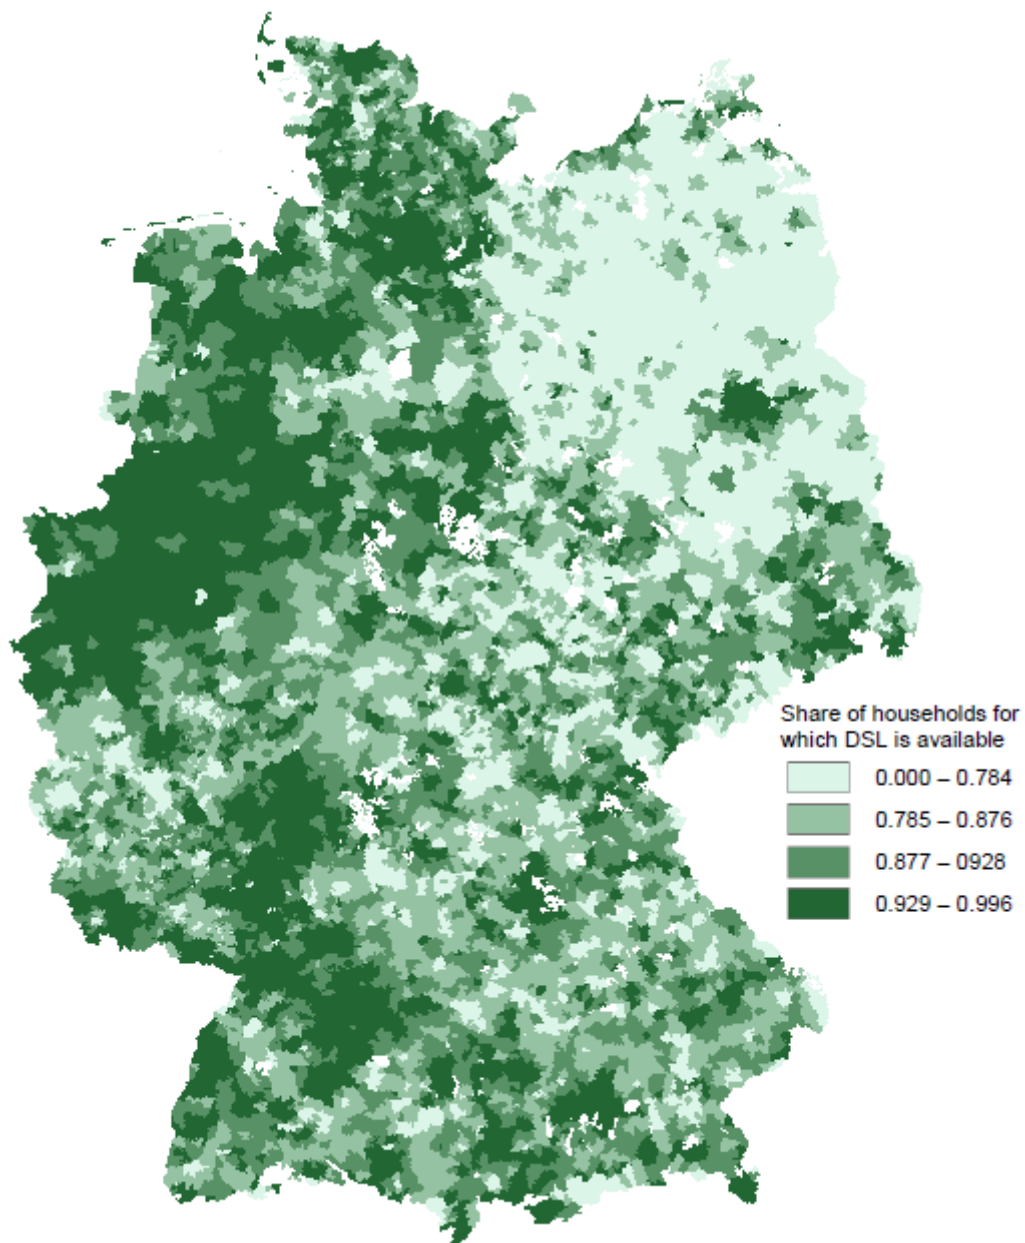 Share of households for
which DSL is available
0.000 – 0.784
0.785 – 0.876
0.877 – 0928
0.929 – 0.996